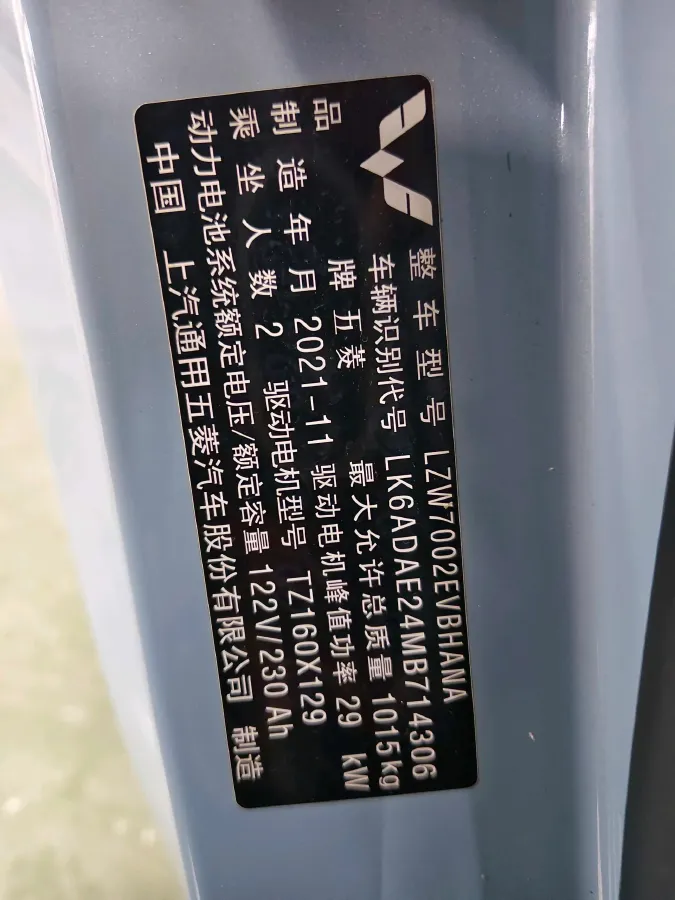 整车型号 LZW7002EVBHANA
车辆识别代号 LK6ADAE24MB714306
品牌 五菱 最大允许总质量 1015kg
制造年月 2021-11 驱动电机峰值功率 29 kW
乘坐人数 2 驱动电机型号 TZ160X129
动力电池系统额定电压/额定容量 122V/230 Ah
中国 上汽通用五菱汽车股份有限公司 制造